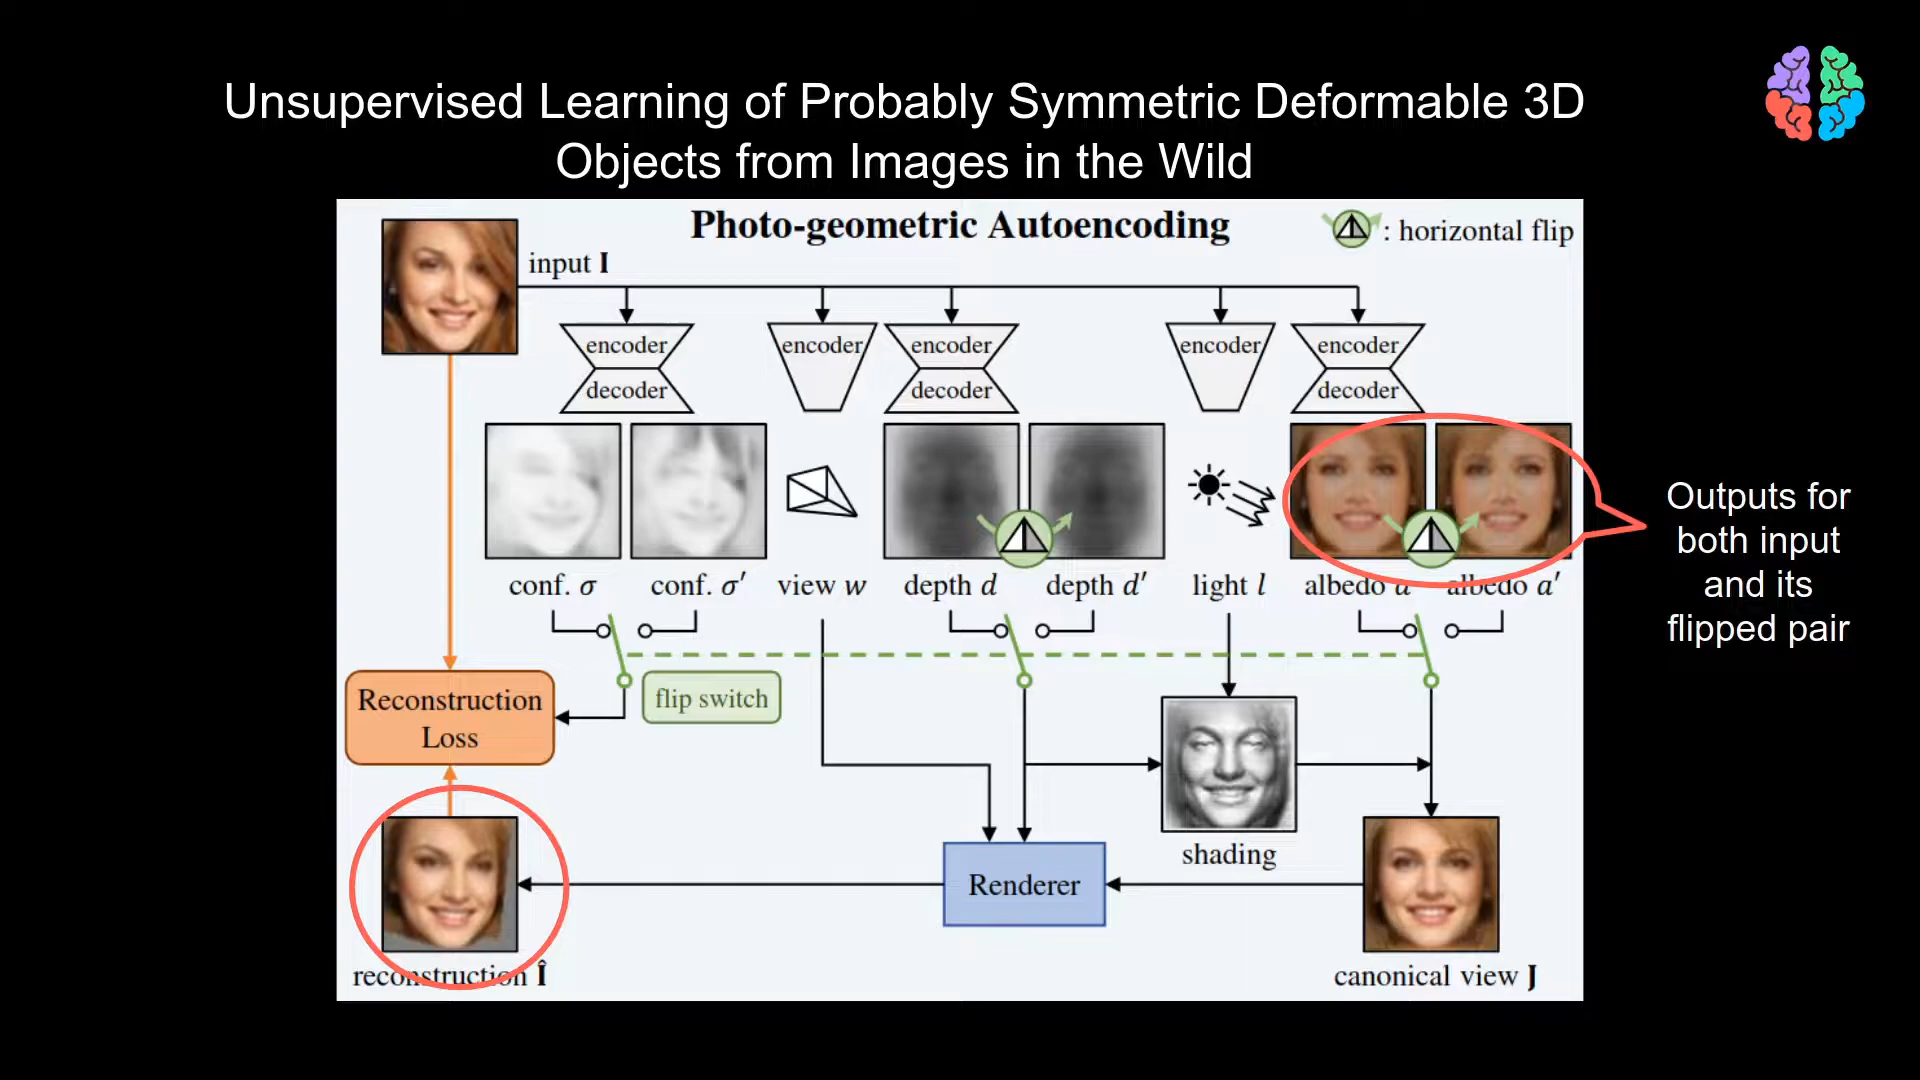 Unsupervised Learning of Probably Symmetric Deformable 3D
Objects from Images in the Wild
Photo-geometric Autoencoding
: horizontal flip
input I
encoder
decoder
encoder
encoder
decoder
encoder
encoder
decoder
conf. σ
conf. σ′
view w
depth d
depth d′
light l
albedo a
albedo a′
Outputs for
both input
and its
flipped pair
flip switch
Reconstruction
Loss
shading
Renderer
reconstruction Î
canonical view J